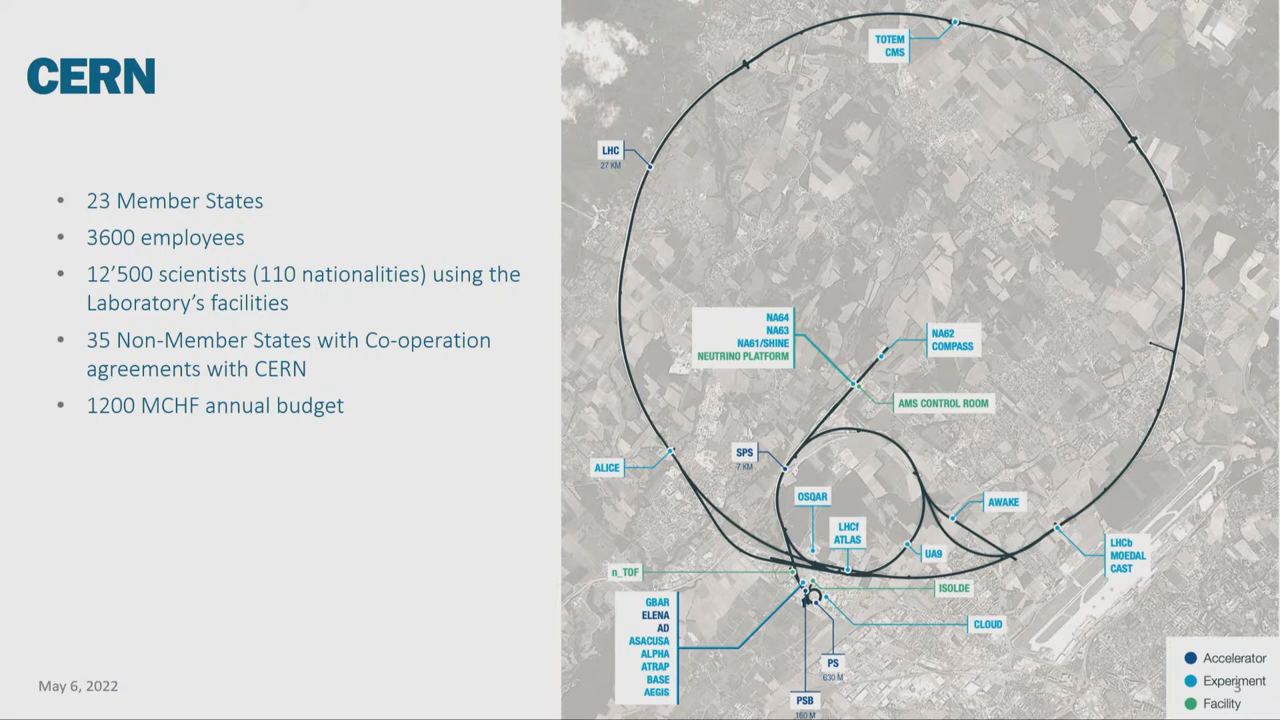 CERN
• 23 Member States
• 3600 employees
• 12’500 scientists (110 nationalities) using the
Laboratory’s facilities
• 35 Non-Member States with Co-operation
agreements with CERN
• 1200 MCHF annual budget
May 6, 2022
TOTEM
CMS
LHC
27 KM
NA64
NA63
NA61/SHINE
NEUTRINO PLATFORM
NA62
COMPASS
AMS CONTROL ROOM
ALICE
SPS
7 KM
OSQAR
LHCf
ATLAS
AWAKE
UA9
LHCb
MOEDAL
CAST
n_TOF
ISOLDE
GBAR
ELENA
AD
ASACUSA
ALPHA
ATRAP
BASE
AEGIS
CLOUD
PS
630 M
PSB
160 M
Accelerator
Experiment
3
Facility